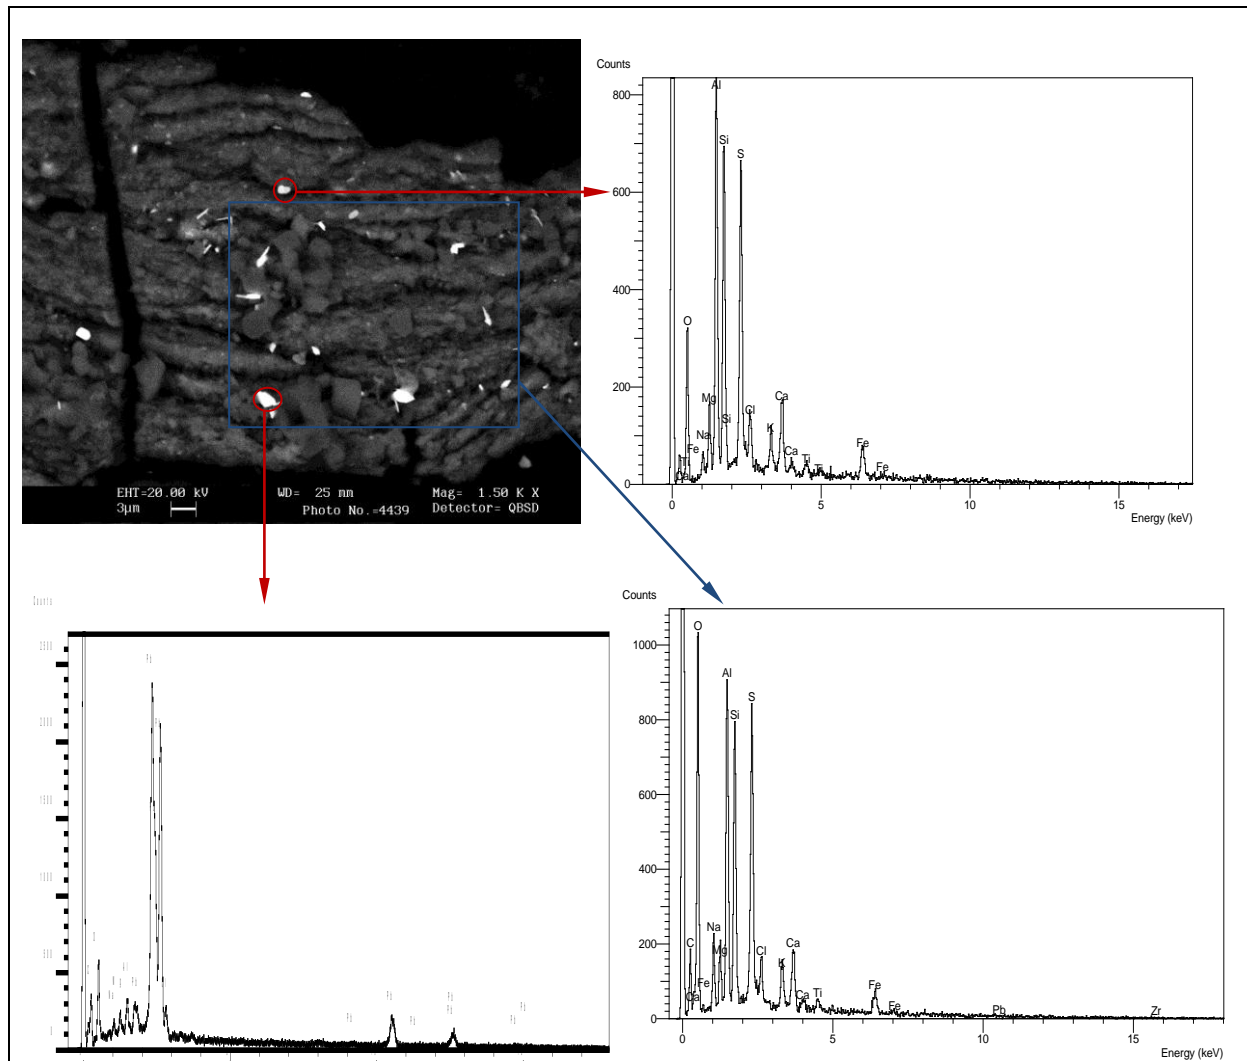 Counts
800
600
400
200
0
Al
Si
S
O
Mg
Si
Cl
Ca
K
Na
Fe
Ca
Ti
Fe
Fe
0
5
10
15
Energy (keV)
EHT=20.00 kV
WD= 25 mm
Mag= 1.50 K X
3µm
Photo No.=4439
Detector= QBSD
Counts
1000
800
600
400
200
0
O
Al
Si
S
C
Na
Mg
Cl
Ca
K
Fe
Ca
Ca
Ti
Fe
Fe
Pb
Zr
0
5
10
15
Energy (keV)